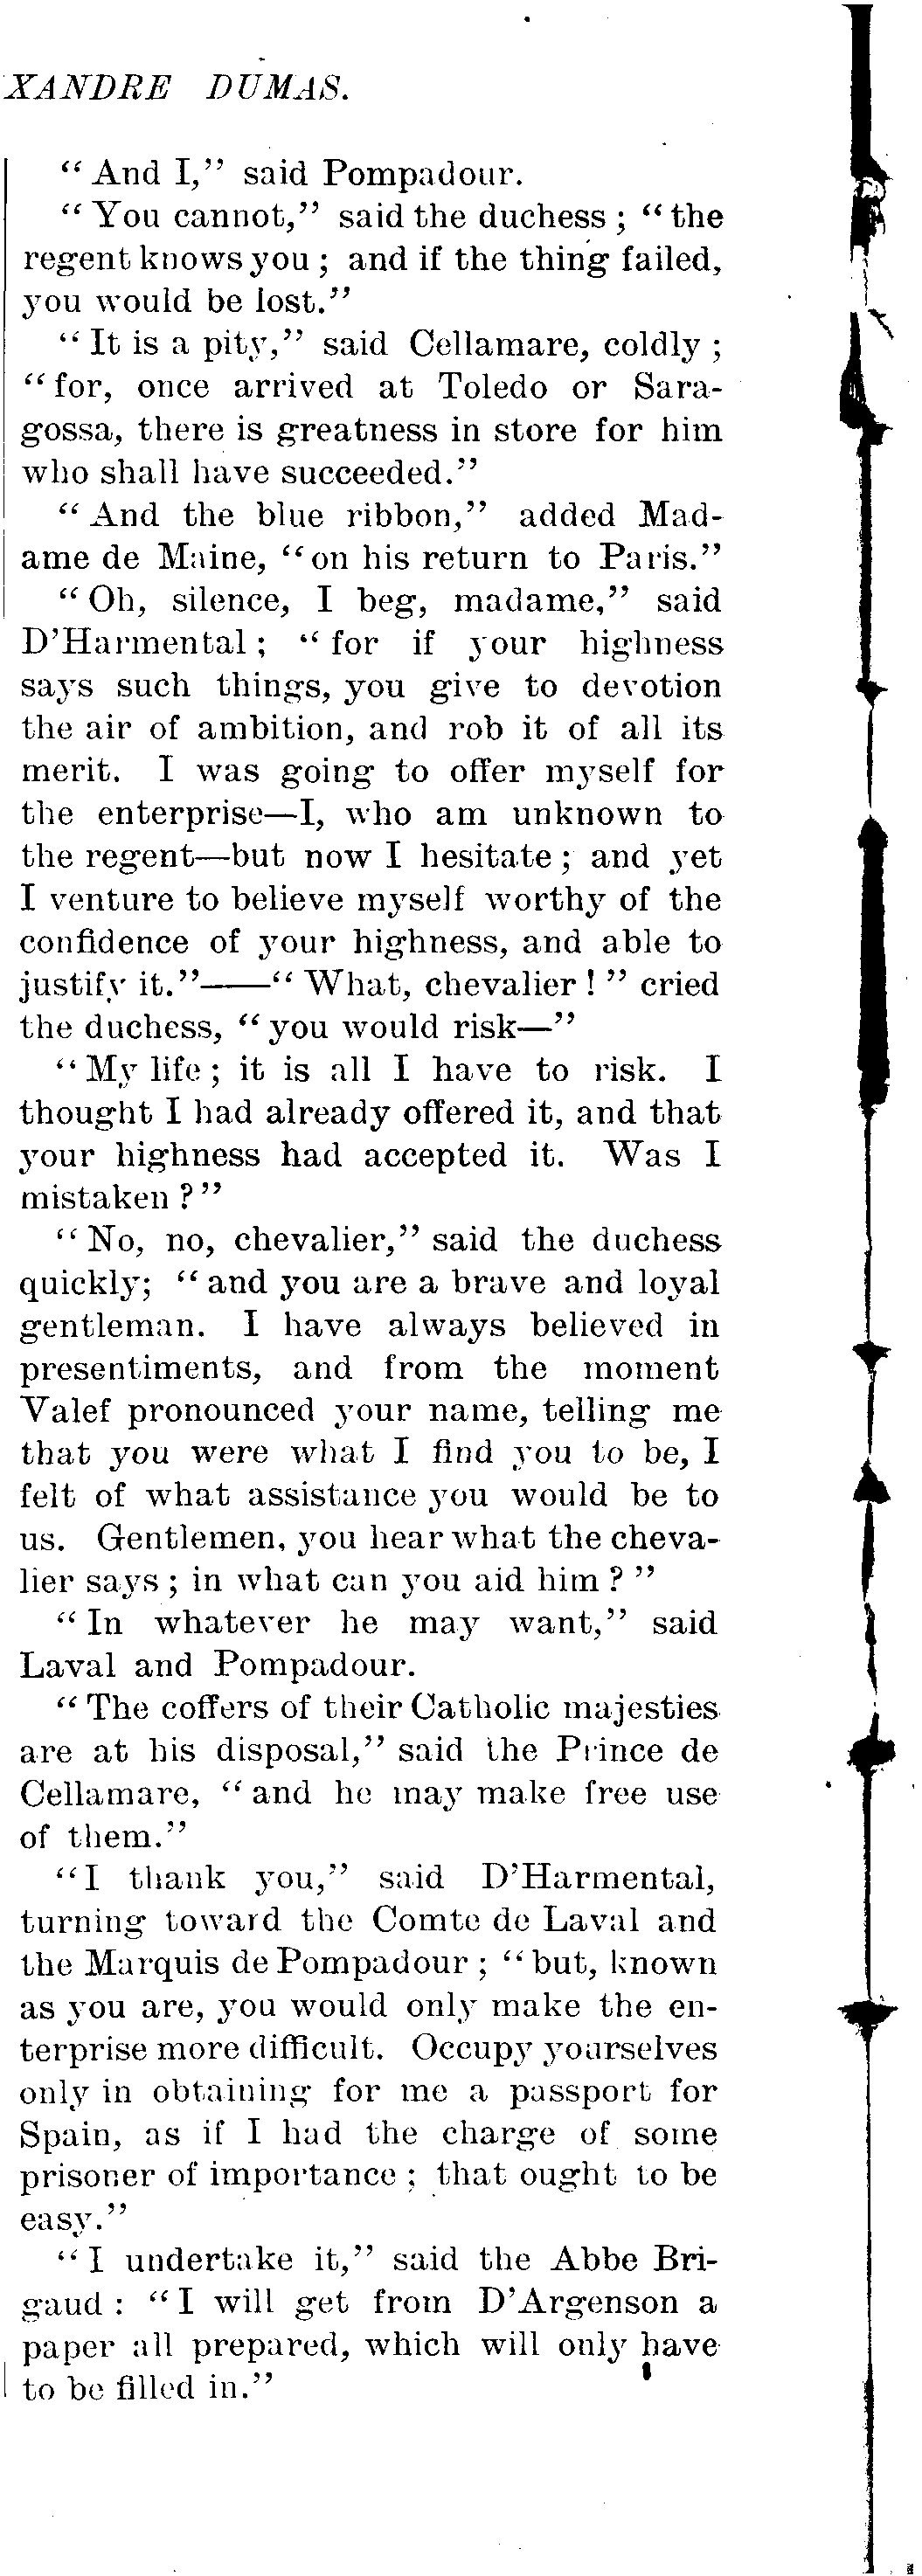 XANDRE DUMAS.
"And I," said Pompadour.
"You cannot," said the duchess; "the
regent knows you; and if the thing failed,
you would be lost."
"It is a pity," said Cellamare, coldly;
"for, once arrived at Toledo or Sara-
gossa, there is greatness in store for him
who shall have succeeded."
"And the blue ribbon," added Mad-
ame de Maine, "on his return to Paris."
"Oh, silence, I beg, madame," said
D'Harmental; "for if your highness
says such things, you give to devotion
the air of ambition, and rob it of all its
merit. I was going to offer myself for
the enterprise—I, who am unknown to
the regent—but now I hesitate; and yet
I venture to believe myself worthy of the
confidence of your highness, and able to
justify it."——"What, chevalier!" cried
the duchess, "you would risk—"
"My life; it is all I have to risk. I
thought I had already offered it, and that
your highness had accepted it. Was I
mistaken?"
"No, no, chevalier," said the duchess
quickly; "and you are a brave and loyal
gentleman. I have always believed in
presentiments, and from the moment
Valef pronounced your name, telling me
that you were what I find you to be, I
felt of what assistance you would be to
us. Gentlemen, you hear what the cheva-
lier says; in what can you aid him?"
"In whatever he may want," said
Laval and Pompadour.
"The coffers of their Catholic majesties
are at his disposal," said the Prince de
Cellamare, "and he may make free use
of them."
"I thank you," said D'Harmental,
turning toward the Comte de Laval and
the Marquis de Pompadour; "but, known
as you are, you would only make the en-
terprise more difficult. Occupy yourselves
only in obtaining for me a passport for
Spain, as if I had the charge of some
prisoner of importance; that ought to be
easy."
"I undertake it," said the Abbe Bri-
gaud: "I will get from D'Argenson a
paper all prepared, which will only have
to be filled in."